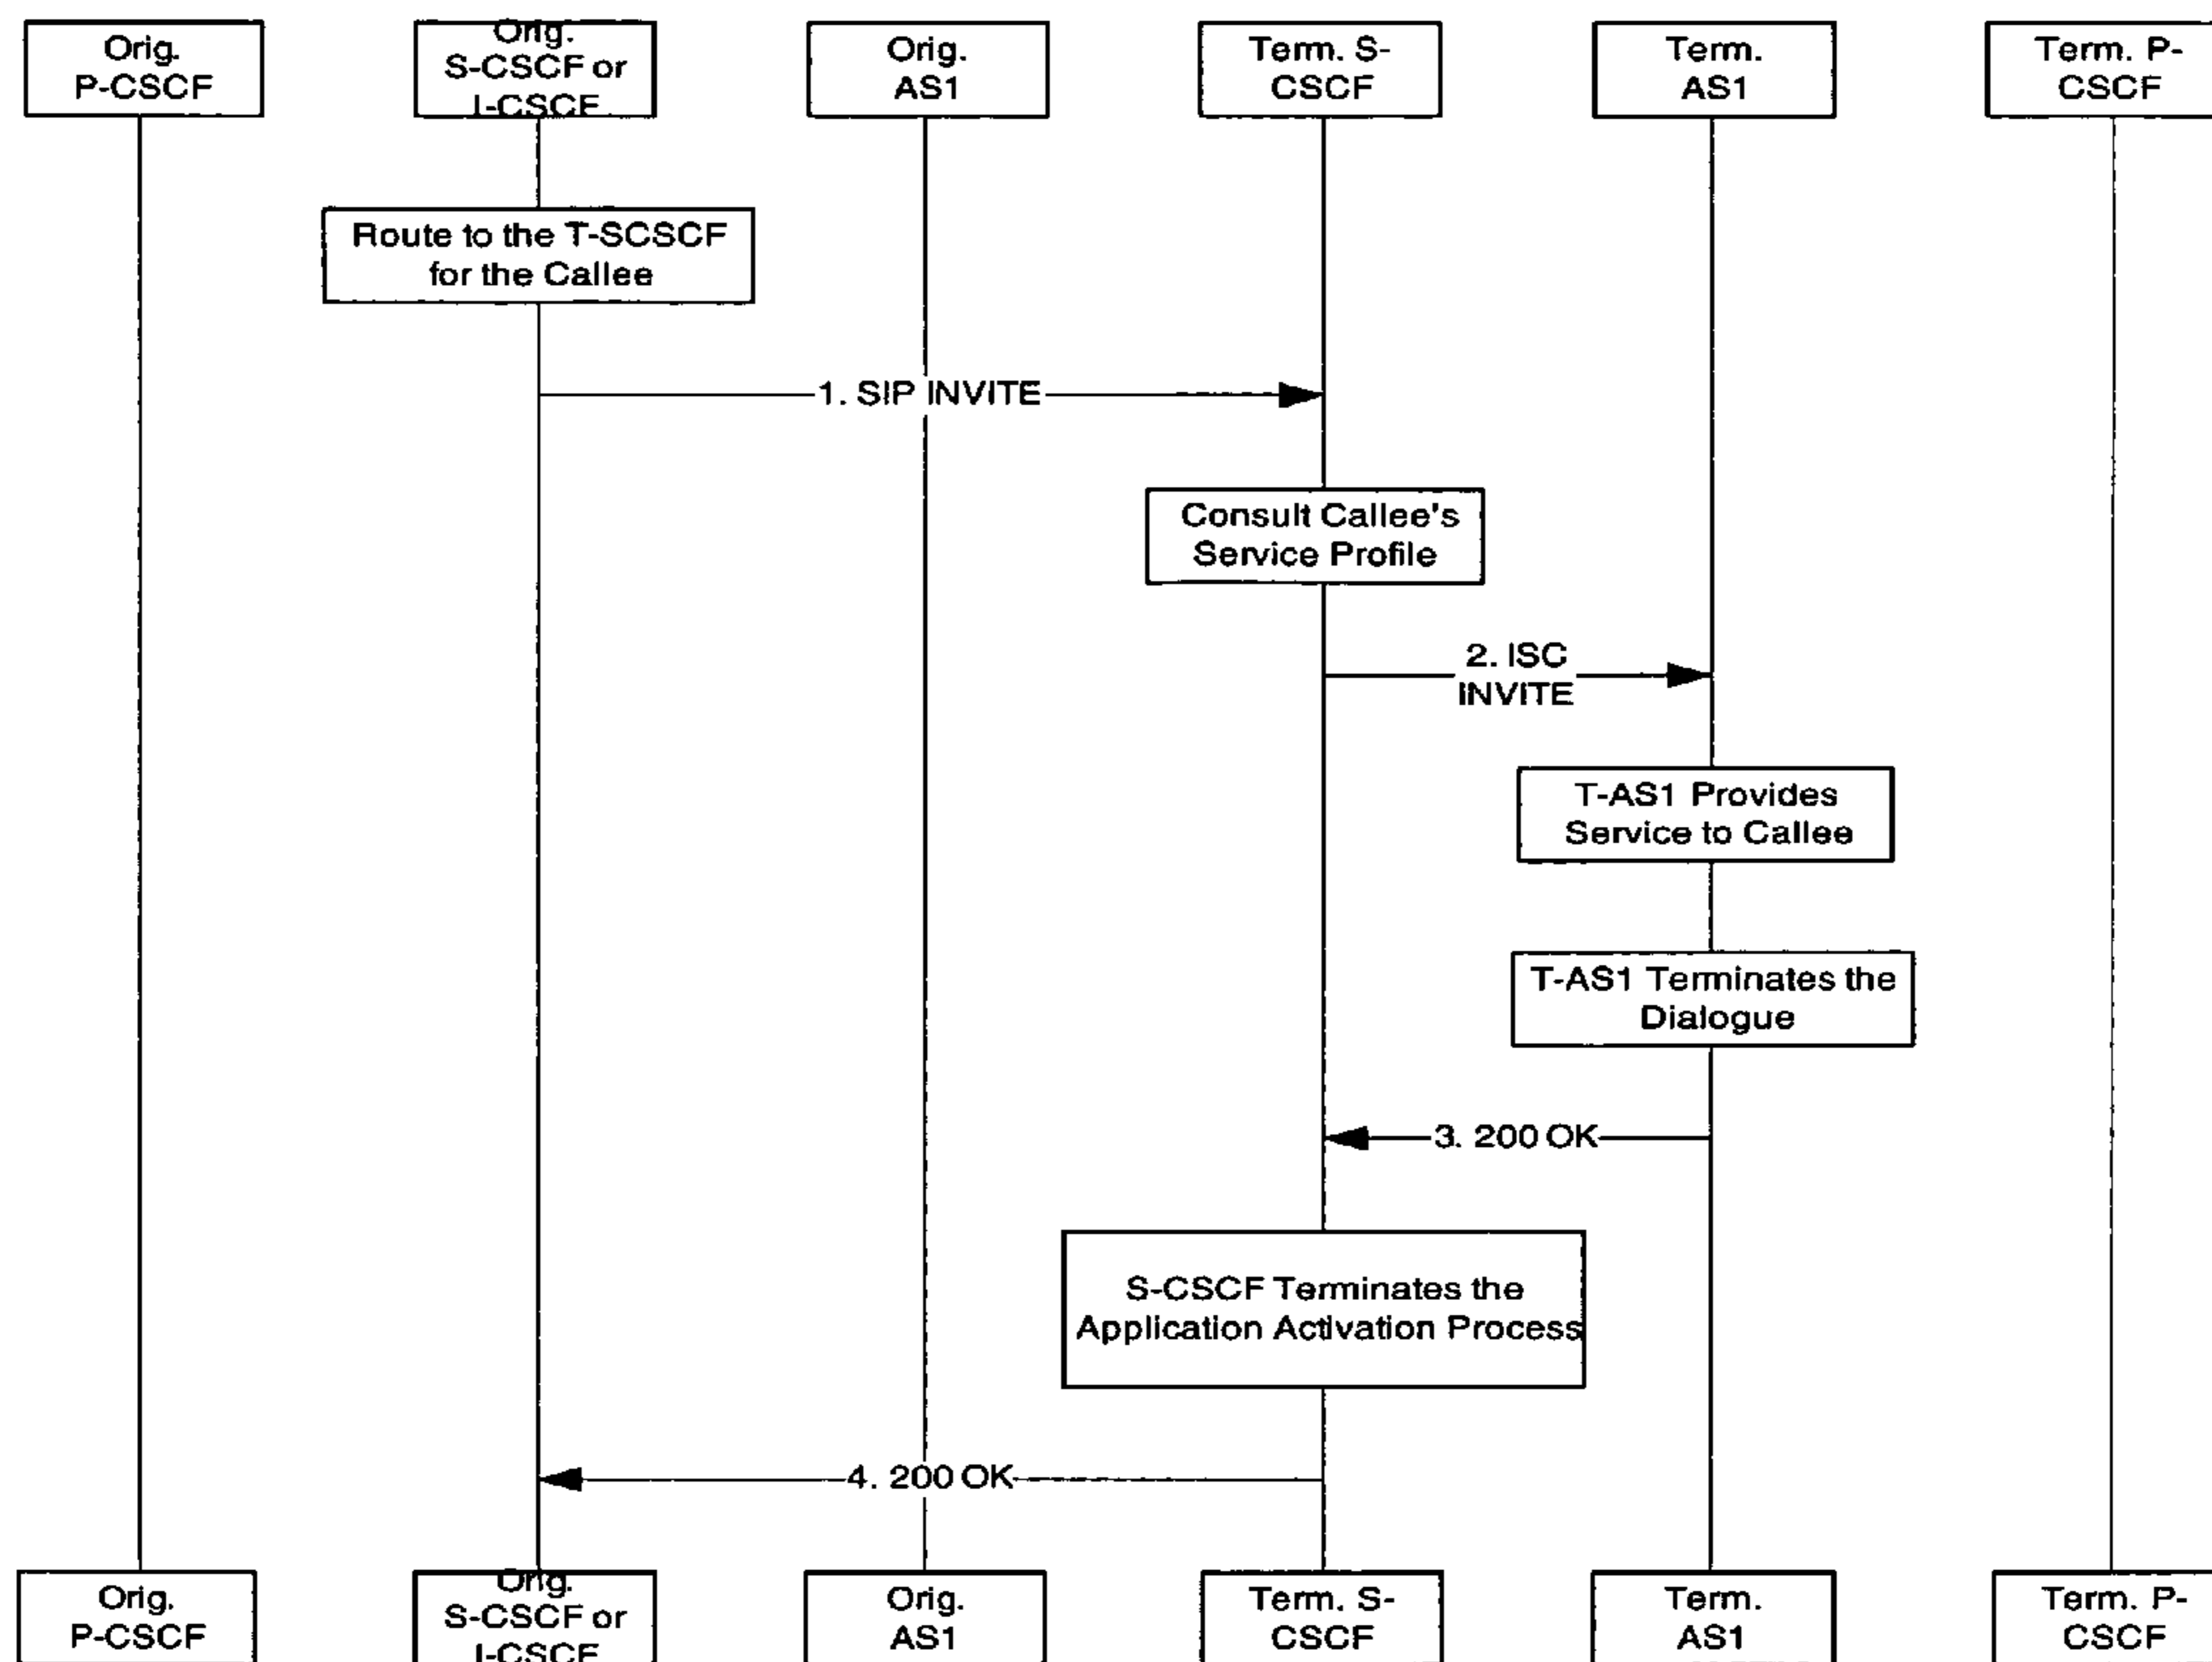 Orig.
P-CSCF
Orig.
S-CSCF or
I-CSCF
Orig.
AS1
Term. S-
CSCF
Term.
AS1
Term. P-
CSCF
Route to the T-SCSCF
for the Callee
1. SIP INVITE
Consult Callee's
Service Profile
2. ISC
INVITE
T-AS1 Provides
Service to Callee
T-AS1 Terminates the
Dialogue
3. 200 OK
S-CSCF Terminates the
Application Activation Process
4. 200 OK
Orig.
P-CSCF
Orig.
S-CSCF or
I-CSCF
Orig.
AS1
Term. S-
CSCF
Term.
AS1
Term. P-
CSCF